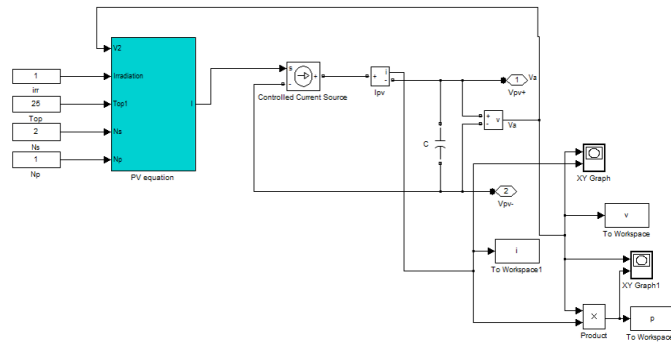 V2
1
Irradiation
irr
25
Top1
I
Top
2
Ns
Ns
1
Np
Np
PV equation
s
-
+
Controlled Current Source
+
i
-
Ipv
1
Va
Vpv+
+
-
v
Va
C
2
Vpv-
XY Graph
v
To Workspace
i
To Workspace1
XY Graph1
×
Product
p
To Workspace